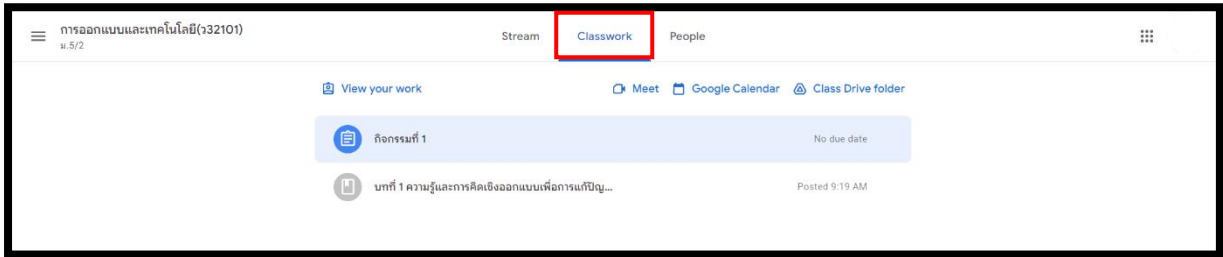 การออกแบบและเทคโนโลยี(ว32101)
ม.5/2
Stream Classwork People
View your work Meet Google Calendar Class Drive folder
กิจกรรมที่ 1 No due date
บทที่ 1 ความรู้และการคิดเชิงออกแบบเพื่อการแก้ปัญ... Posted 9:19 AM